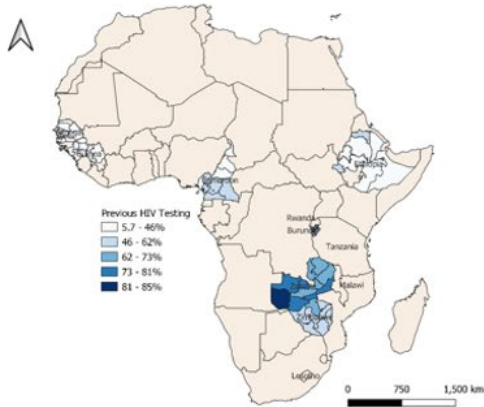 Ethiopia
Rwanda
Burundi
Tanzania
Malawi
Previous HIV Testing
5.7 - 46%
46 - 62%
62 - 73%
73 - 81%
81 - 85%
0 750 1,500 km